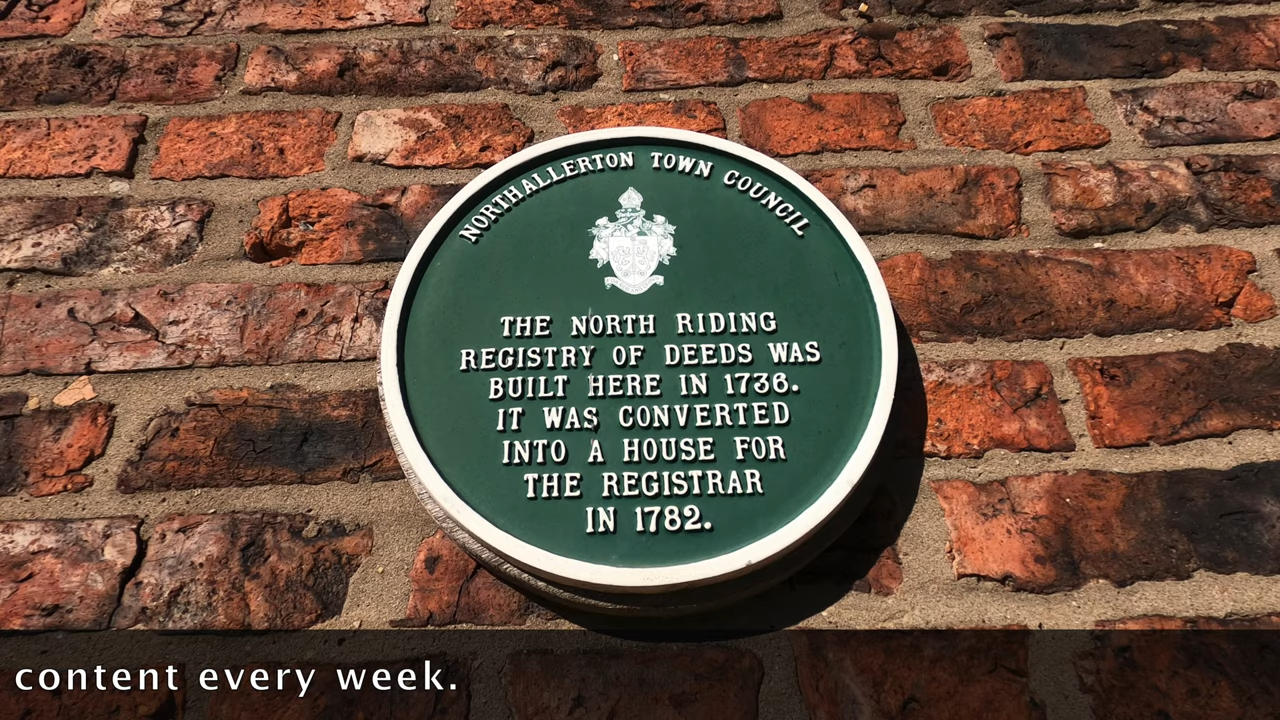 NORTHALLERTON TOWN COUNCIL
THE NORTH RIDING
REGISTRY OF DEEDS WAS
BUILT HERE IN 1736.
IT WAS CONVERTED
INTO A HOUSE FOR
THE REGISTRAR
IN 1782.
content every week.